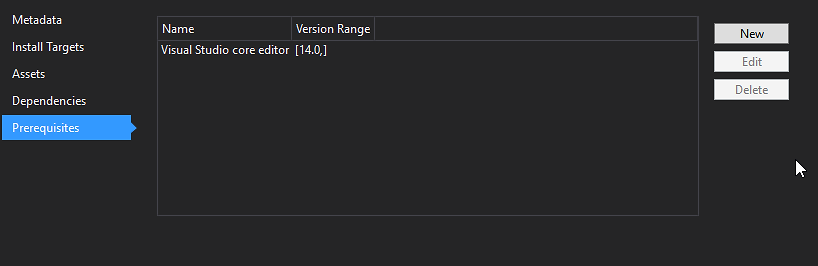 Metadata
Install Targets
Assets
Dependencies
Prerequisites
Name Version Range
Visual Studio core editor [14.0,]
New
Edit
Delete